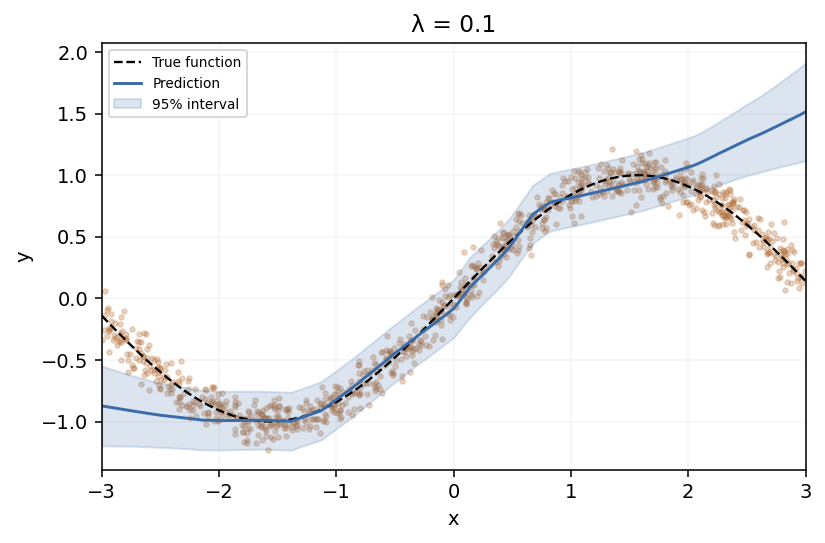 λ = 0.1
True function
Prediction
95% interval
2.0
1.5
1.0
0.5
0.0
−0.5
−1.0
y
−3
−2
−1
0
1
2
3
x